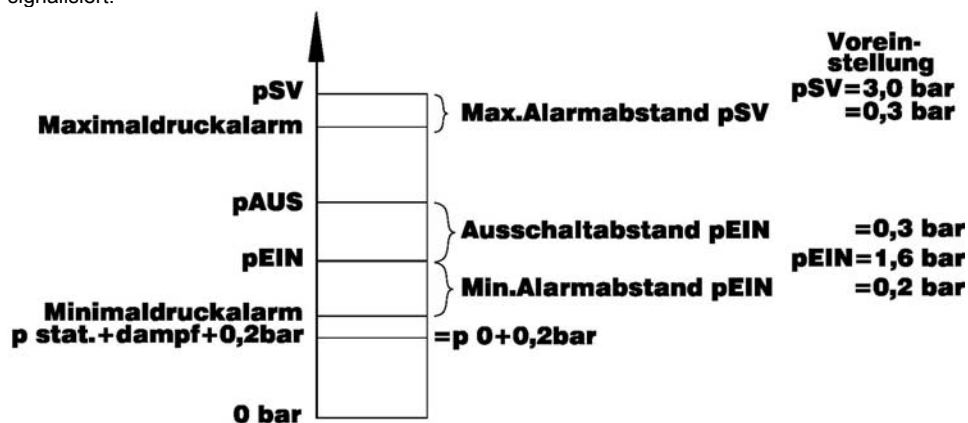 signalisiert.
Vorein-
stellung
pSV pSV=3,0 bar
Maximaldruckalarm Max.Alarmabstand pSV =0,3 bar
pAUS
Ausschaltabstand pEIN =0,3 bar
pEIN pEIN=1,6 bar
Min.Alarmabstand pEIN =0,2 bar
Minimaldruckalarm
p stat.+dampf+0,2bar =p 0+0,2bar
0 bar